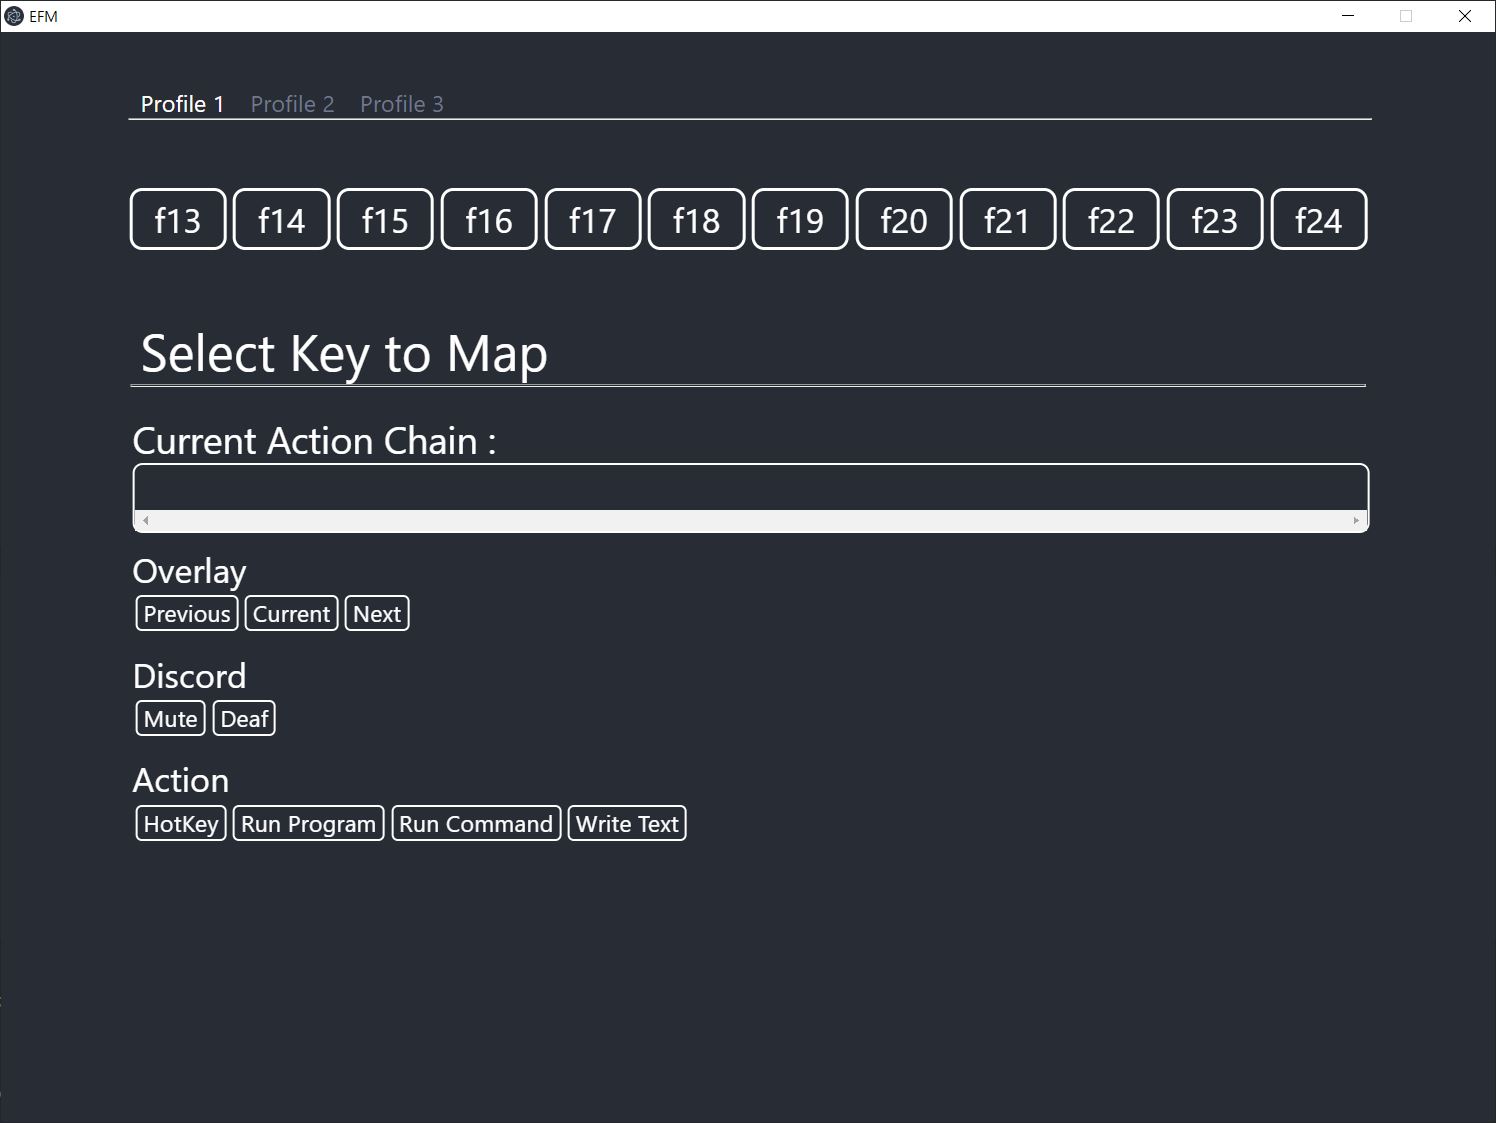 EFM
Profile 1 Profile 2 Profile 3
f13 f14 f15 f16 f17 f18 f19 f20 f21 f22 f23 f24
Select Key to Map
Current Action Chain :
Overlay
Previous Current Next
Discord
Mute Deaf
Action
HotKey Run Program Run Command Write Text